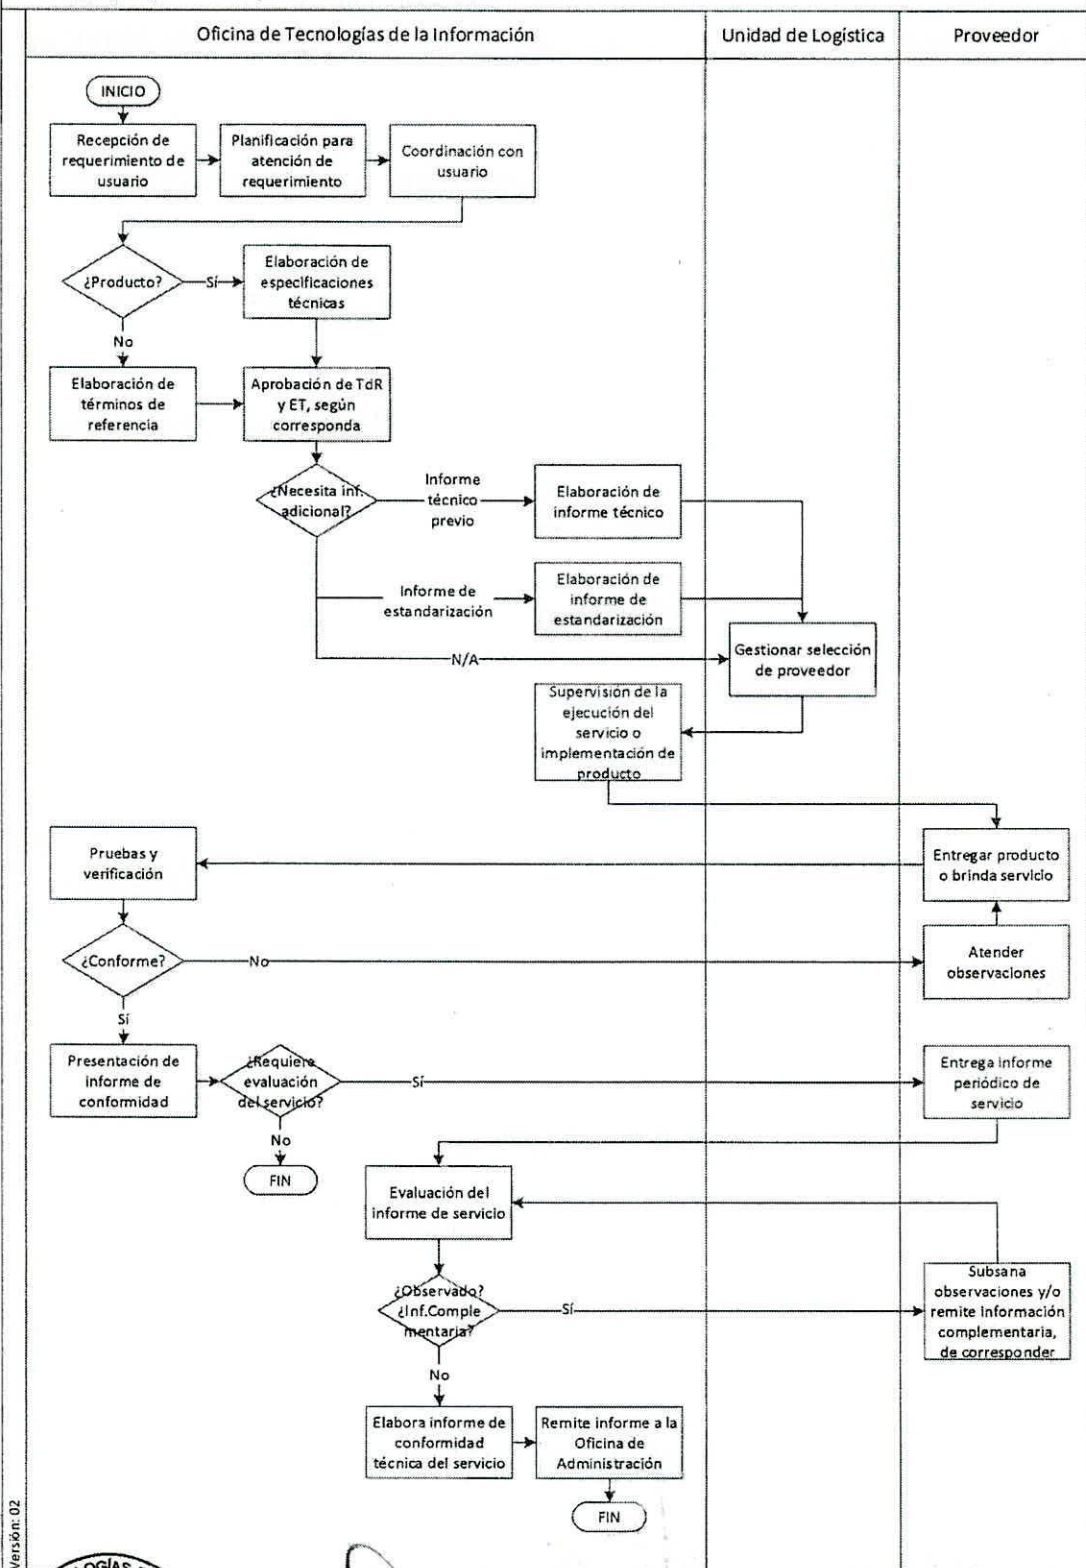 Oficina de Tecnologías de la Información
Unidad de Logística
Proveedor
INICIO
Recepción de
requerimiento de
usuario
Planificación para
atención de
requerimiento
Coordinación con
usuario
¿Producto?
Sí
Elaboración de
especificaciones
técnicas
No
Elaboración de
términos de
referencia
Aprobación de TdR
y ET, según
corresponda
¿Necesita inf.
adicional?
Informe
técnico
previo
Elaboración de
informe técnico
Informe de
estandarización
Elaboración de
informe de
estandarización
N/A
Gestionar selección
de proveedor
Supervisión de la
ejecución del
servicio o
implementación de
producto
Pruebas y
verificación
Entregar producto
o brinda servicio
¿Conforme?
No
Atender
observaciones
Sí
Presentación de
informe de
conformidad
¿Requiere
evaluación
del servicio?
Sí
Entrega informe
periódico de
servicio
No
FIN
Evaluación del
informe de servicio
¿Observado?
¿Inf.Comple
mentaria?
Sí
Subsana
observaciones y/o
remite información
complementaria,
de corresponder
No
Elabora informe de
conformidad
técnica del servicio
Remite informe a la
Oficina de
Administración
FIN
Versión: 02